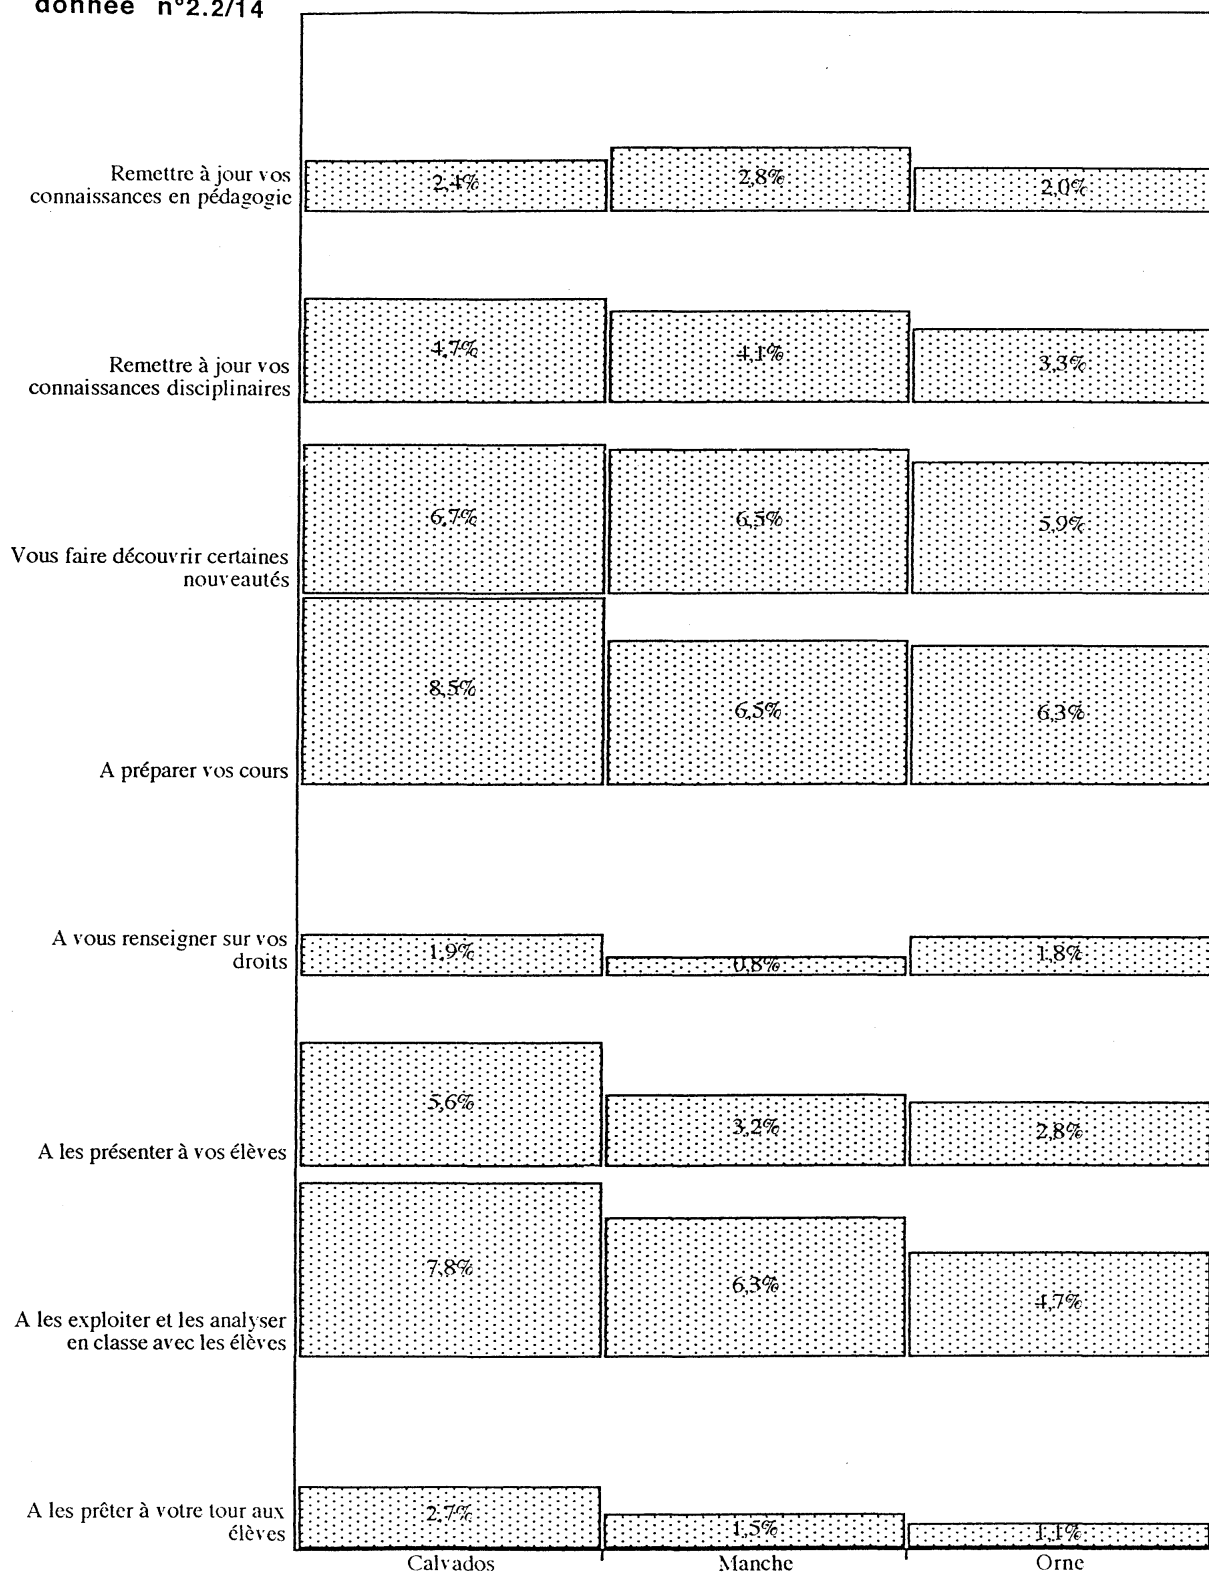 donnée n°2.2/14
Remettre à jour vos
connaissances en pédagogie
2,4%
2,8%
2,0%
Remettre à jour vos
connaissances disciplinaires
4,7%
4,1%
3,3%
Vous faire découvrir certaines
nouveautés
6,7%
6,5%
5,9%
A préparer vos cours
8,5%
6,5%
6,3%
A vous renseigner sur vos
droits
1,9%
0,8%
1,8%
A les présenter à vos élèves
5,6%
3,2%
2,8%
A les exploiter et les analyser
en classe avec les élèves
7,8%
6,3%
4,7%
A les prêter à votre tour aux
élèves
2,7%
1,5%
1,1%
Calvados
Manche
Orne